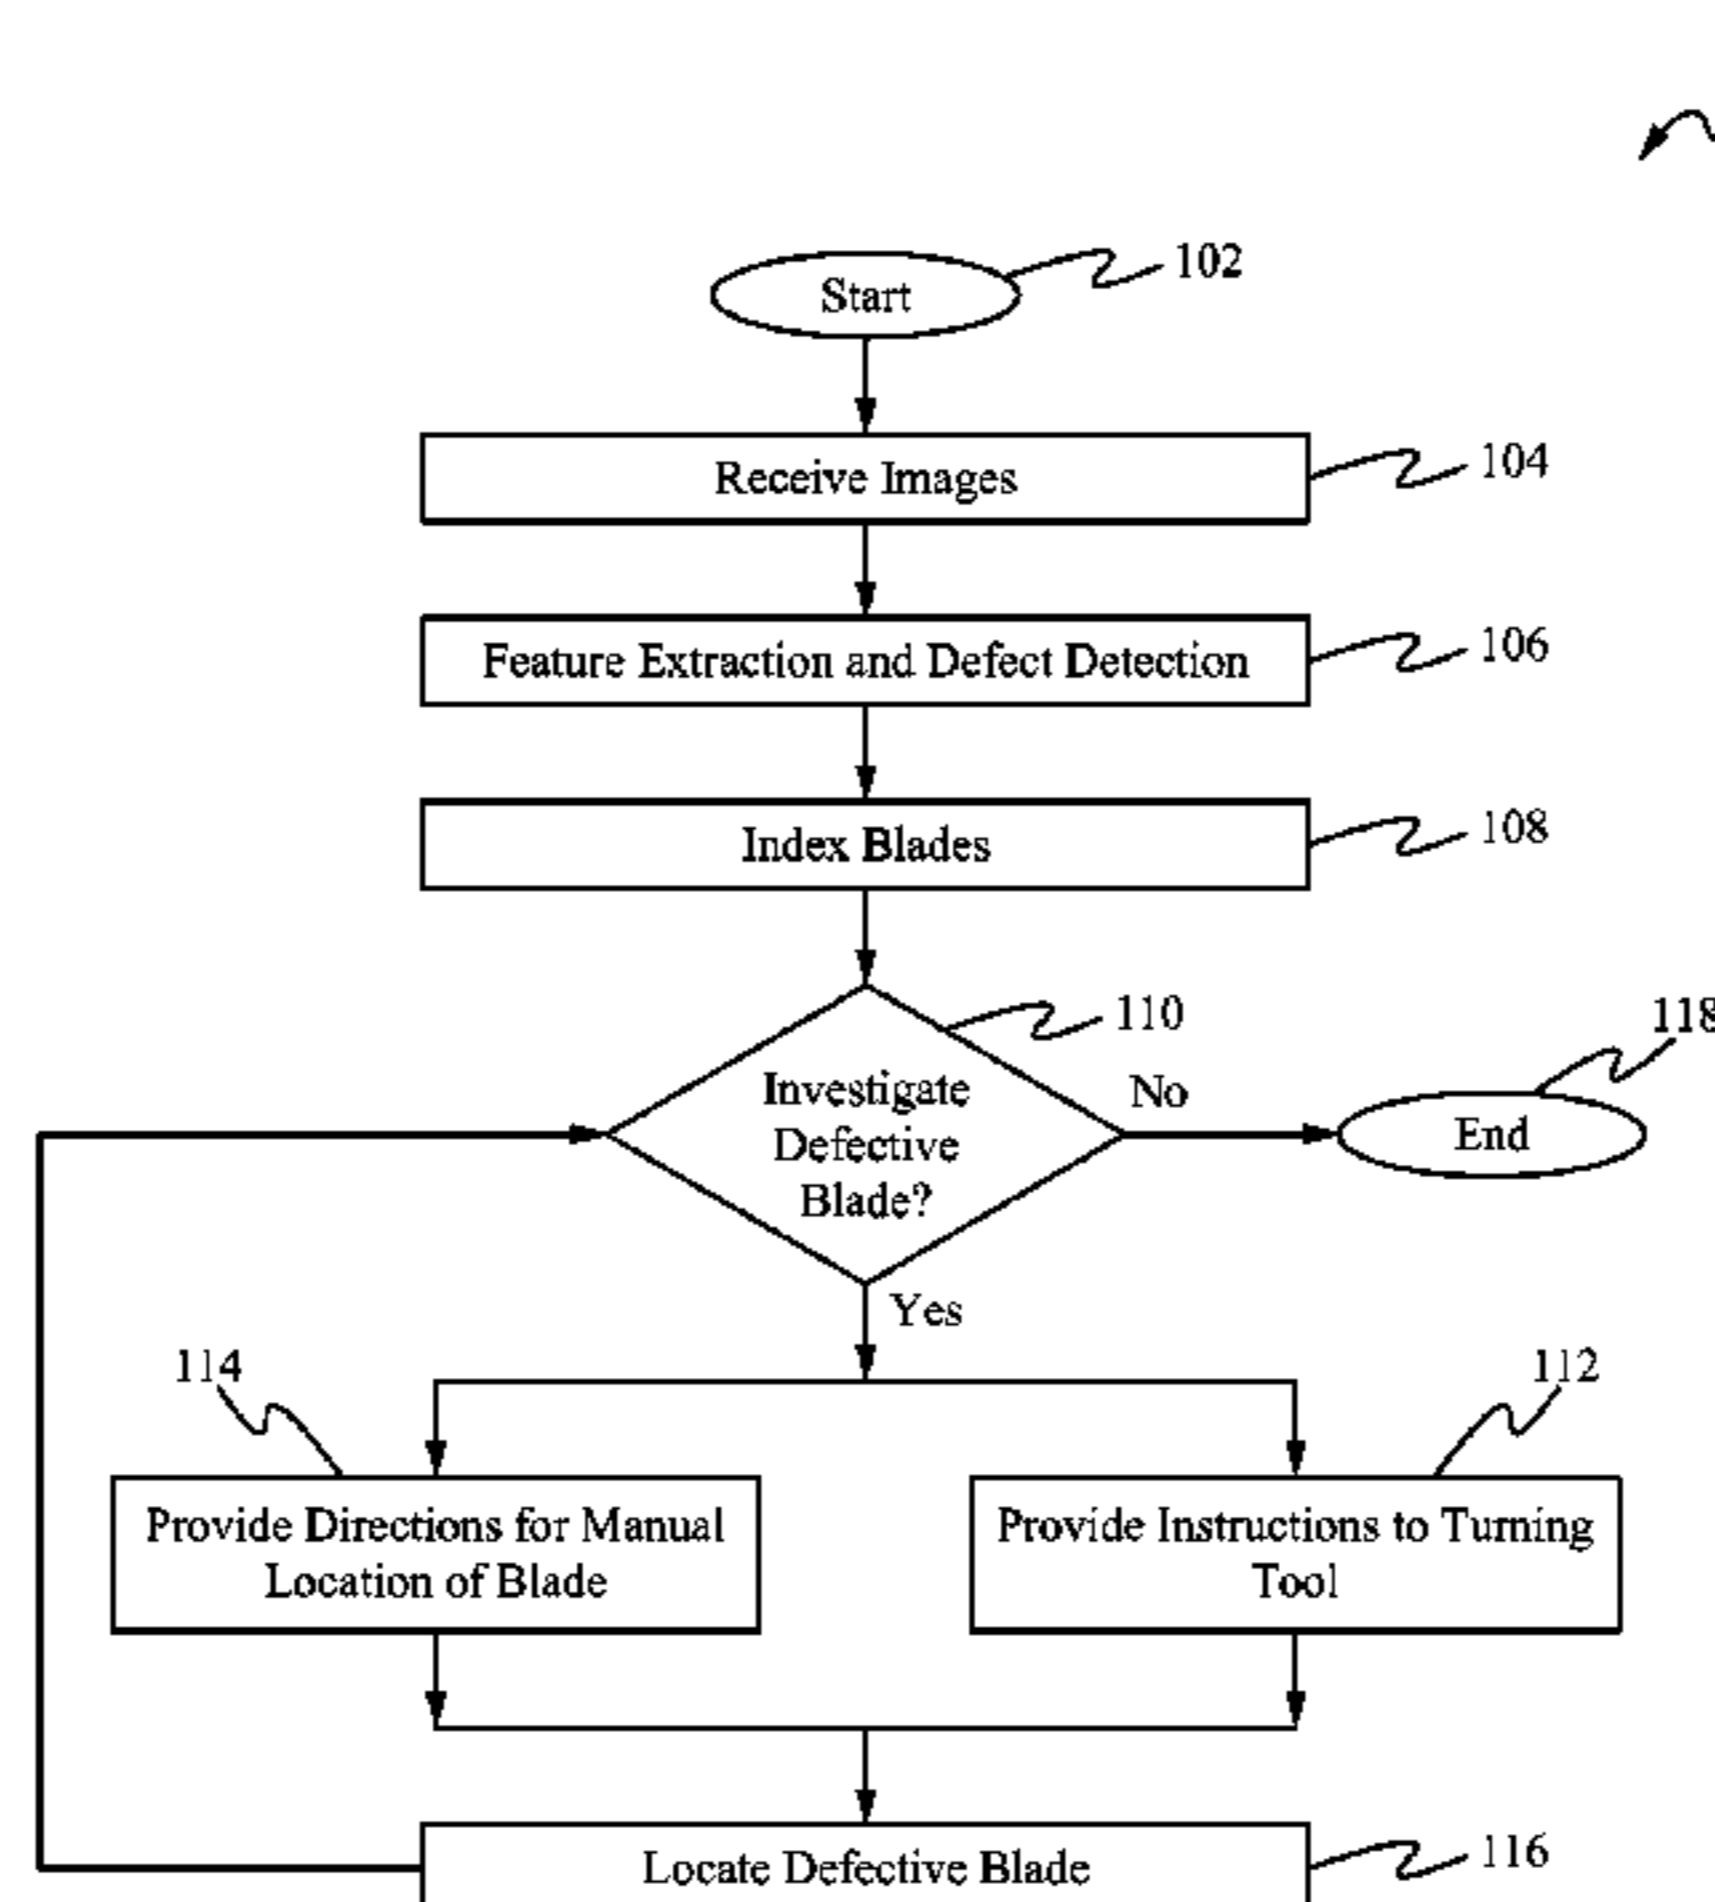 Start
102
Receive Images
104
Feature Extraction and Defect Detection
106
Index Blades
108
110
118
Investigate
Defective
Blade?
No
End
Yes
114
112
Provide Directions for Manual
Location of Blade
Provide Instructions to Turning
Tool
Locate Defective Blade
116